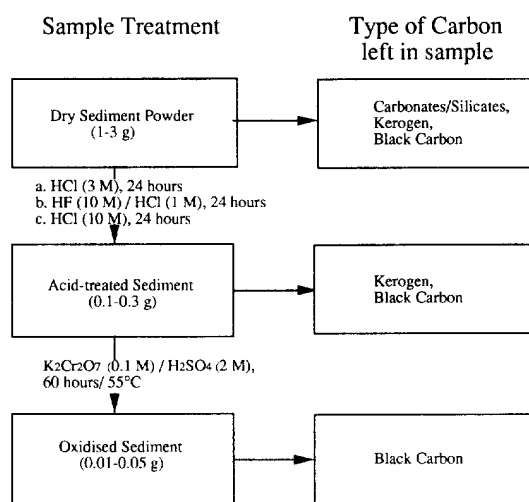 Sample Treatment
Type of Carbon
left in sample
Dry Sediment Powder
(1-3 g)
Carbonates/Silicates,
Kerogen,
Black Carbon
a. HCl (3 M), 24 hours
b. HF (10 M) / HCl (1 M), 24 hours
c. HCl (10 M), 24 hours
Acid-treated Sediment
(0.1-0.3 g)
Kerogen,
Black Carbon
K2Cr2O7 (0.1 M) / H2SO4 (2 M),
60 hours/ 55°C
Oxidised Sediment
(0.01-0.05 g)
Black Carbon